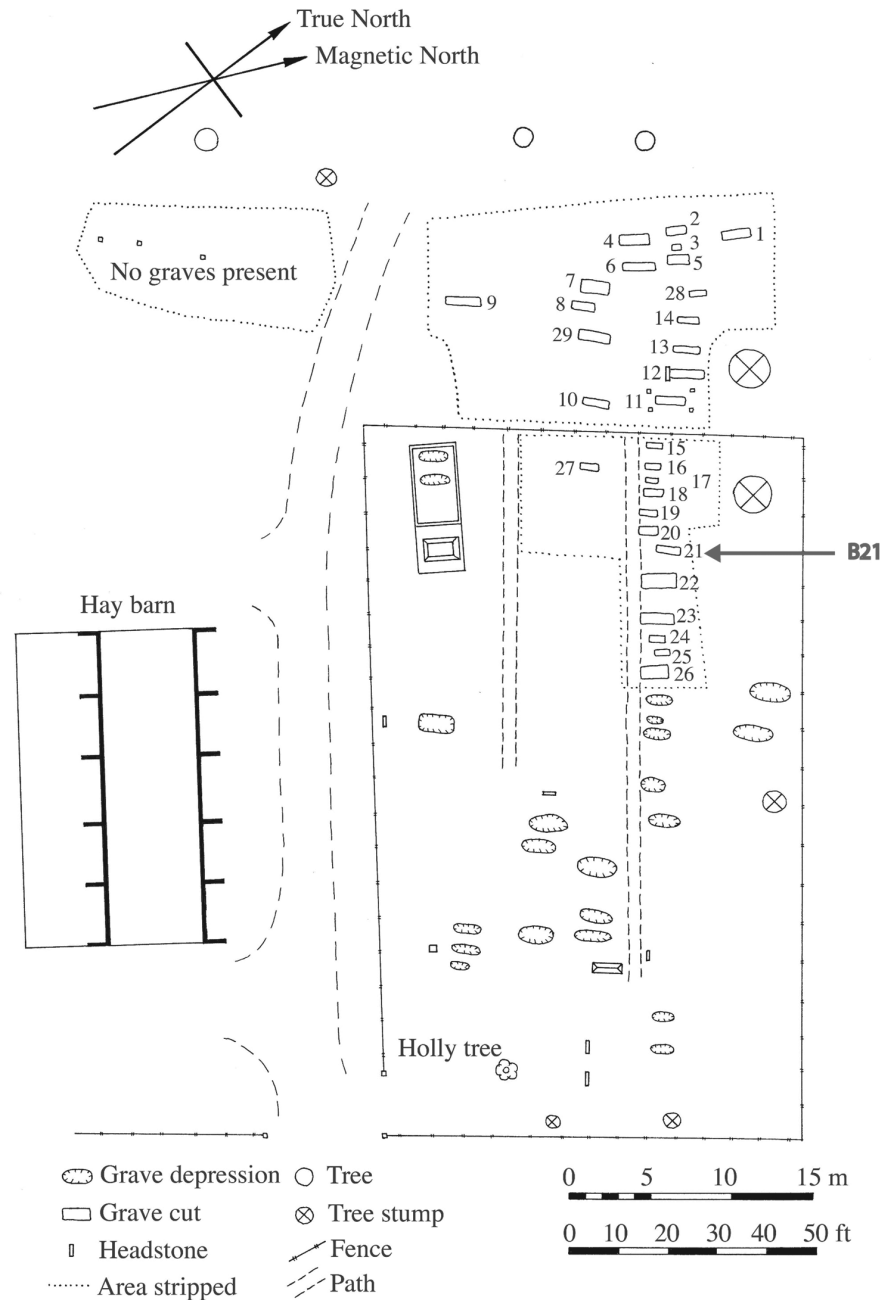 True North
Magnetic North
No graves present
1
2
3
4
5
6
7
8
9
28
14
29
13
12
10
11
15
27
16
17
18
19
20
21
B21
22
23
24
25
26
Hay barn
Holly tree
Grave depression
Tree
Grave cut
Tree stump
Headstone
Fence
Area stripped
Path
0 5 10 15 m
0 10 20 30 40 50 ft